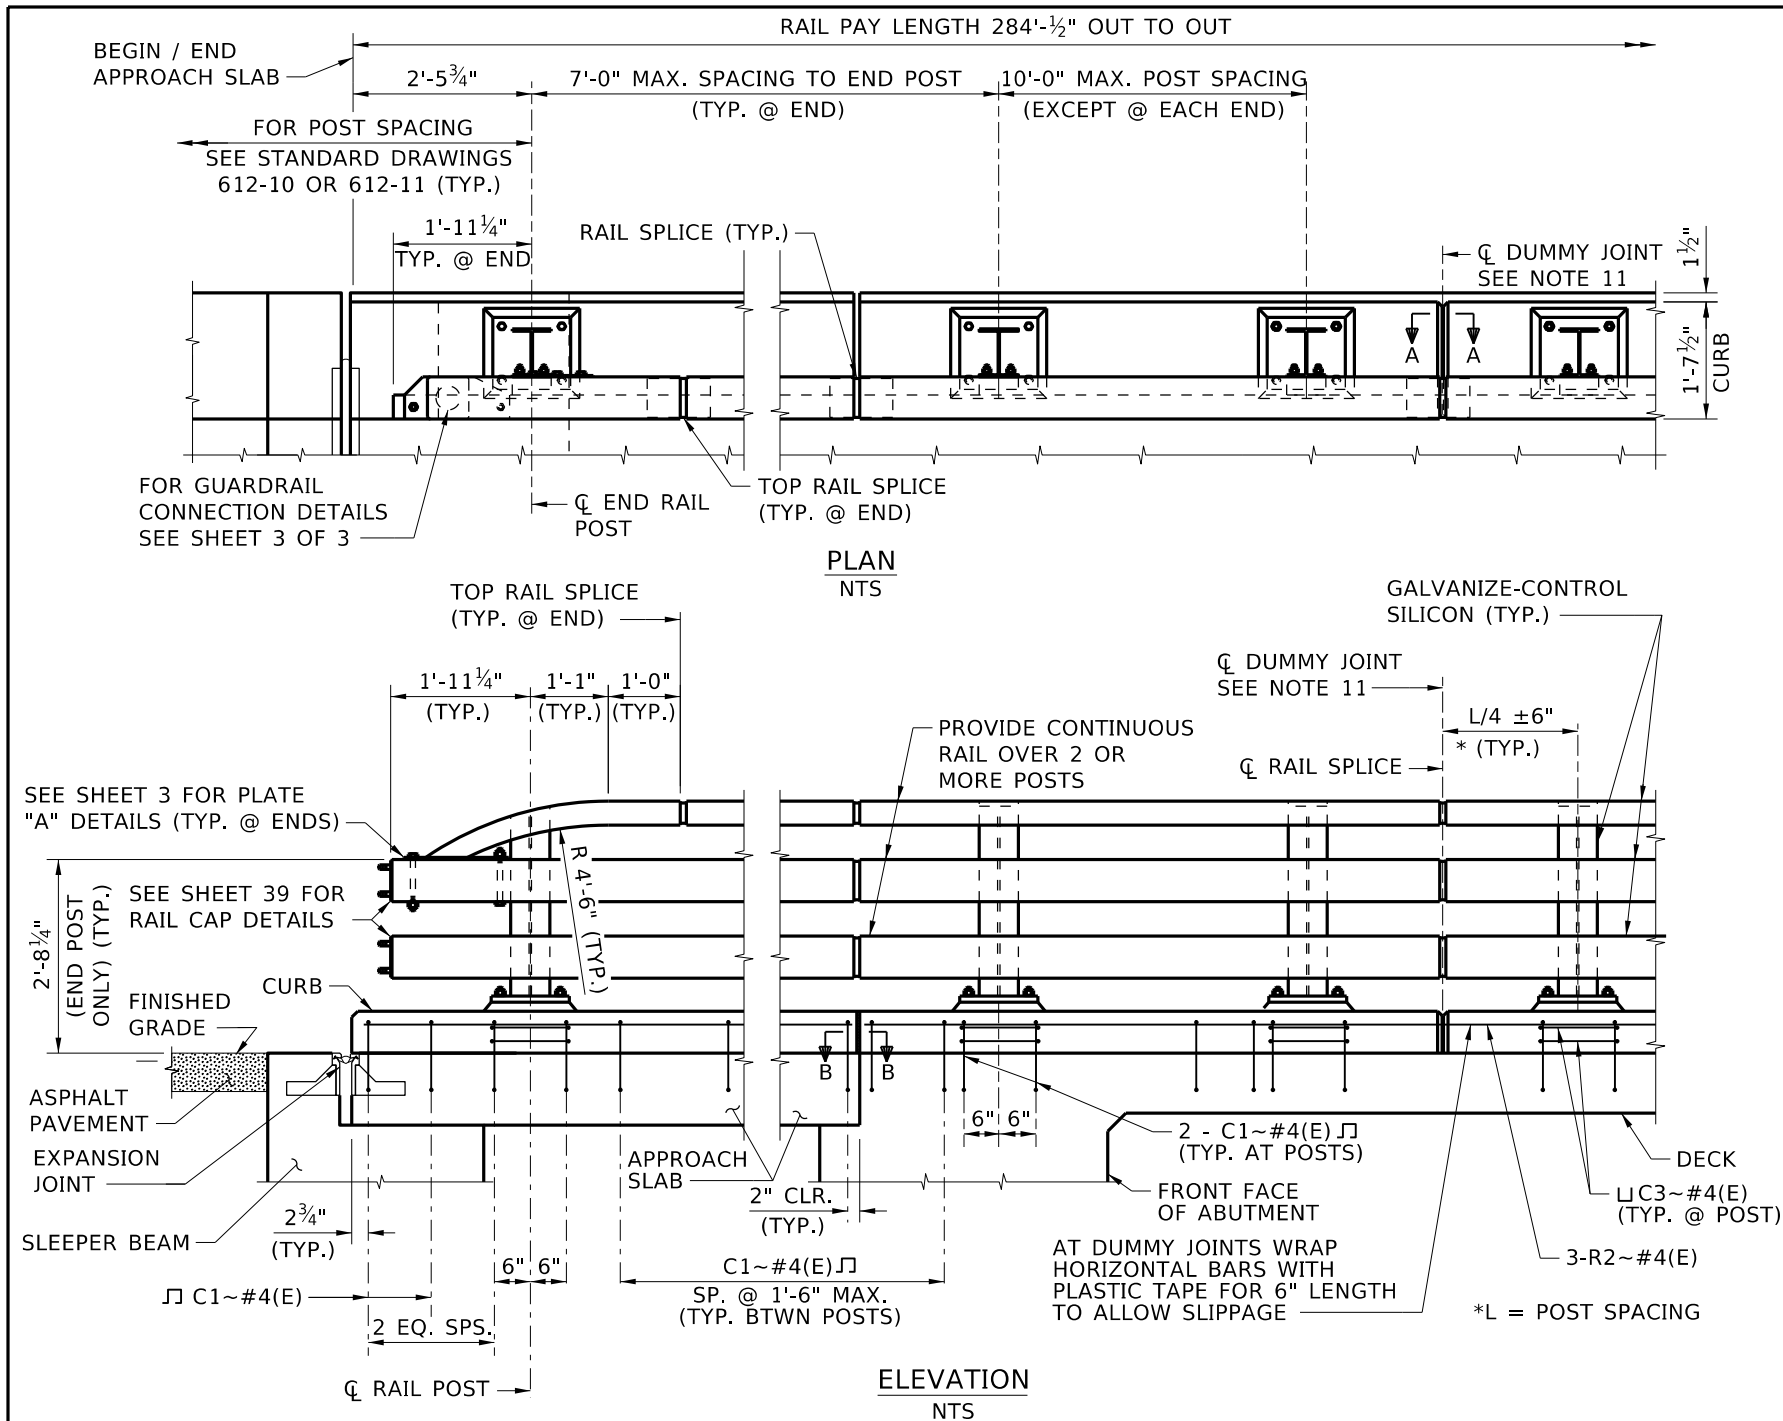 RAIL PAY LENGTH 284'-½" OUT TO OUT
BEGIN / END
APPROACH SLAB
2'-5¾"
7'-0" MAX. SPACING TO END POST
(TYP. @ END)
10'-0" MAX. POST SPACING
(EXCEPT @ EACH END)
FOR POST SPACING
SEE STANDARD DRAWINGS
612-10 OR 612-11 (TYP.)
1'-11¼"
TYP. @ END
RAIL SPLICE (TYP.)
℄ DUMMY JOINT
SEE NOTE 11
1½"
1'-7½"
CURB
A
A
FOR GUARDRAIL
CONNECTION DETAILS
SEE SHEET 3 OF 3
℄ END RAIL
POST
TOP RAIL SPLICE
(TYP. @ END)
PLAN
NTS
TOP RAIL SPLICE
(TYP. @ END)
GALVANIZE-CONTROL
SILICON (TYP.)
℄ DUMMY JOINT
SEE NOTE 11
1'-11¼"
(TYP.)
1'-1"
(TYP.)
1'-0"
(TYP.)
L/4 ±6"
* (TYP.)
PROVIDE CONTINUOUS
RAIL OVER 2 OR
MORE POSTS
℄ RAIL SPLICE
SEE SHEET 3 FOR PLATE
"A" DETAILS (TYP. @ ENDS)
R 4'-6" (TYP.)
2'-8¼"
(END POST
ONLY) (TYP.)
SEE SHEET 39 FOR
RAIL CAP DETAILS
CURB
FINISHED
GRADE
B
B
ASPHALT
PAVEMENT
EXPANSION
JOINT
SLEEPER BEAM
6"
6"
2 - C1~#4(E)
(TYP. AT POSTS)
APPROACH
SLAB
2" CLR.
(TYP.)
FRONT FACE
OF ABUTMENT
DECK
C3~#4(E)
(TYP. @ POST)
2¾"
(TYP.)
6"
6"
C1~#4(E)
SP. @ 1'-6" MAX.
(TYP. BTWN POSTS)
AT DUMMY JOINTS WRAP
HORIZONTAL BARS WITH
PLASTIC TAPE FOR 6" LENGTH
TO ALLOW SLIPPAGE
3-R2~#4(E)
C1~#4(E)
*L = POST SPACING
2 EQ. SPS.
℄ RAIL POST
ELEVATION
NTS